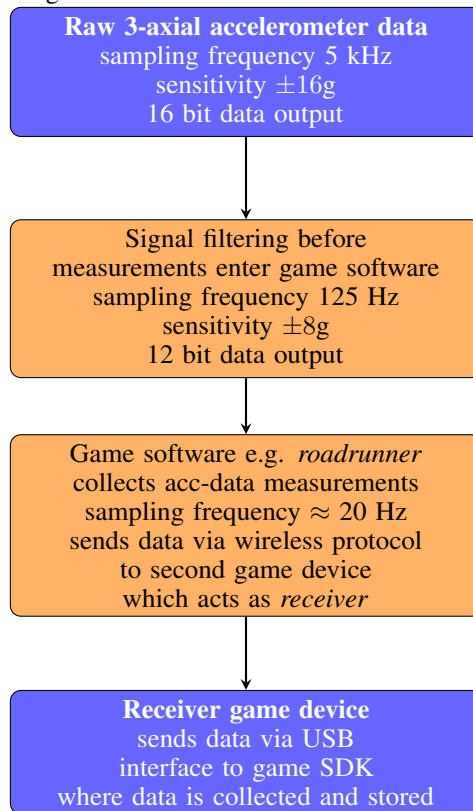 Raw 3-axial accelerometer data
sampling frequency 5 kHz
sensitivity ±16g
16 bit data output
Signal filtering before
measurements enter game software
sampling frequency 125 Hz
sensitivity ±8g
12 bit data output
Game software e.g. roadrunner
collects acc-data measurements
sampling frequency ≈ 20 Hz
sends data via wireless protocol
to second game device
which acts as receiver
Receiver game device
sends data via USB
interface to game SDK
where data is collected and stored